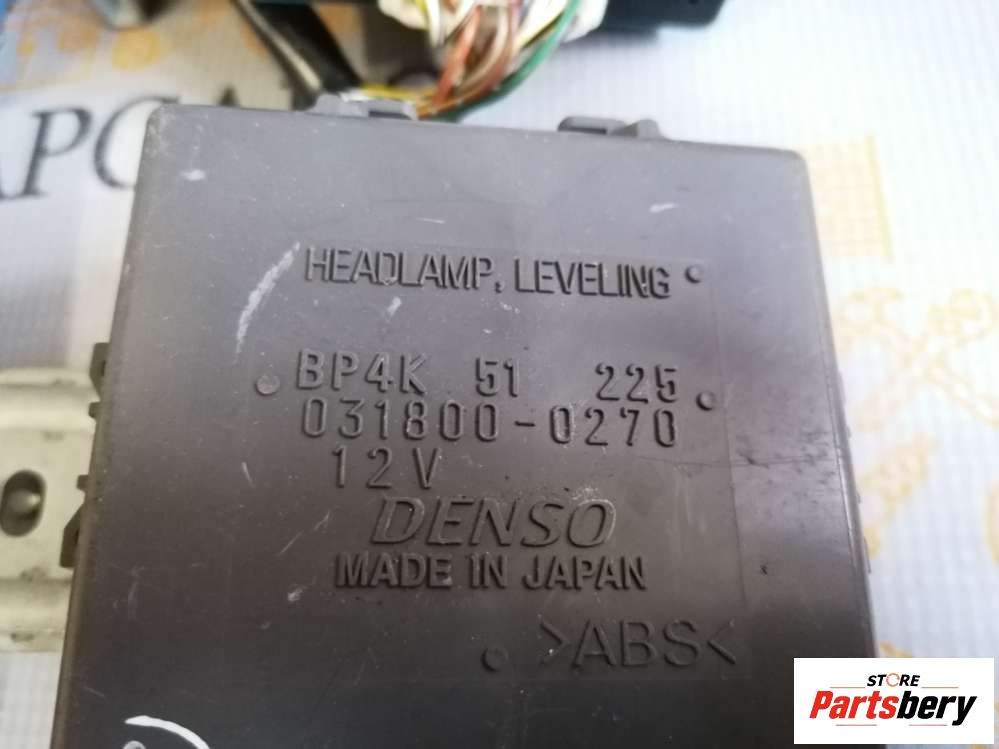 HEADLAMP, LEVELING
BP4K 51 225
031800-0270
12V
DENSO
MADE IN JAPAN
>ABS<
STORE
Partsbery